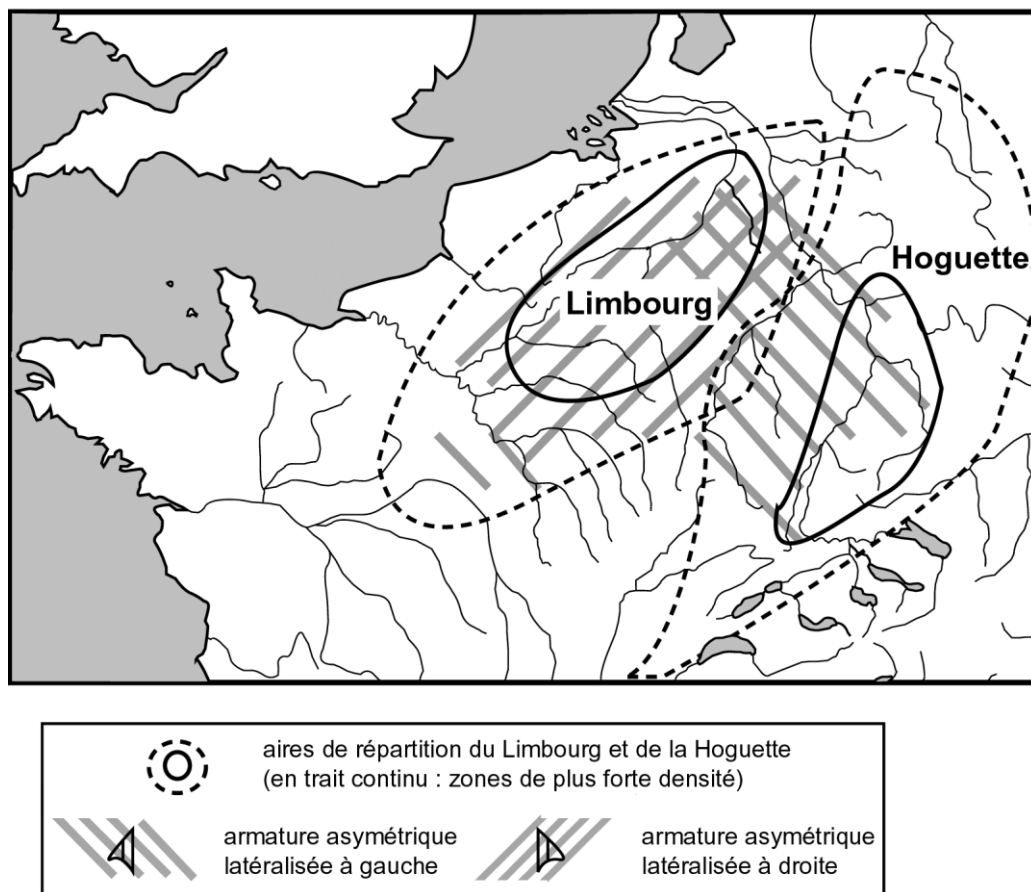 Hoguette
Limbourg
aires de répartition du Limbourg et de la Hoguette
(en trait continu : zones de plus forte densité)
armature asymétrique
latéralisée à gauche
armature asymétrique
latéralisée à droite